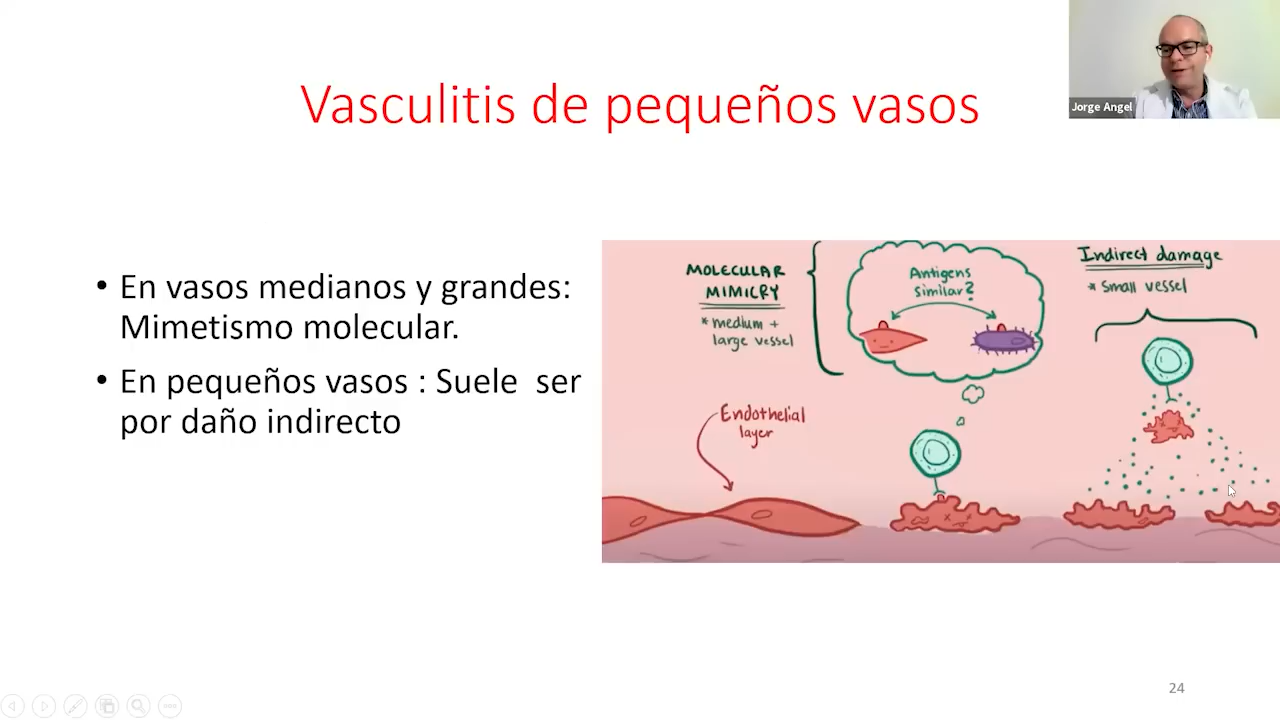 Vasculitis de pequeños vasos
Jorge Angel
• En vasos medianos y grandes:
Mimetismo molecular.
• En pequeños vasos : Suele ser
por daño indirecto
MOLECULAR
MIMICRY
* medium +
large vessel
Antigens
similar?
Indirect damage
* small vessel
Endothelial
layer
24